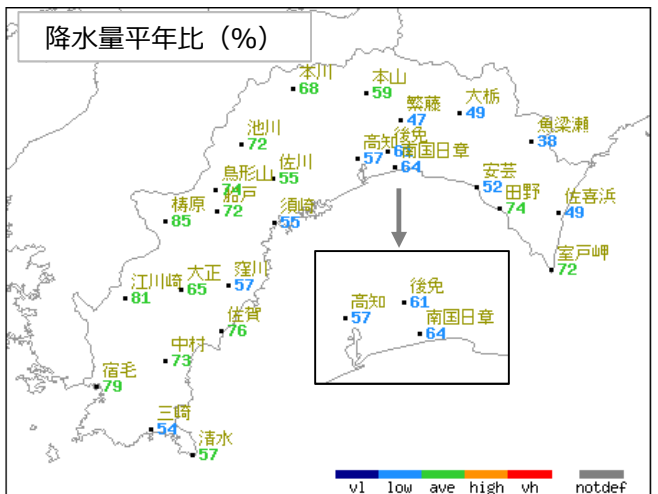 降水量平年比（%）
本川
68
本山
59
繁藤
47
大栃
49
魚梁瀬
38
池川
72
高知
57
後免
61
南国日章
64
佐川
55
鳥形山
74
船戸
72
安芸
52
田野
74
佐喜浜
49
梼原
85
須崎
55
室戸岬
72
江川崎
81
大正
65
窪川
57
佐賀
76
中村
73
宿毛
79
三崎
54
清水
57
高知
57
後免
61
南国日章
64
vl low ave high vh notdef